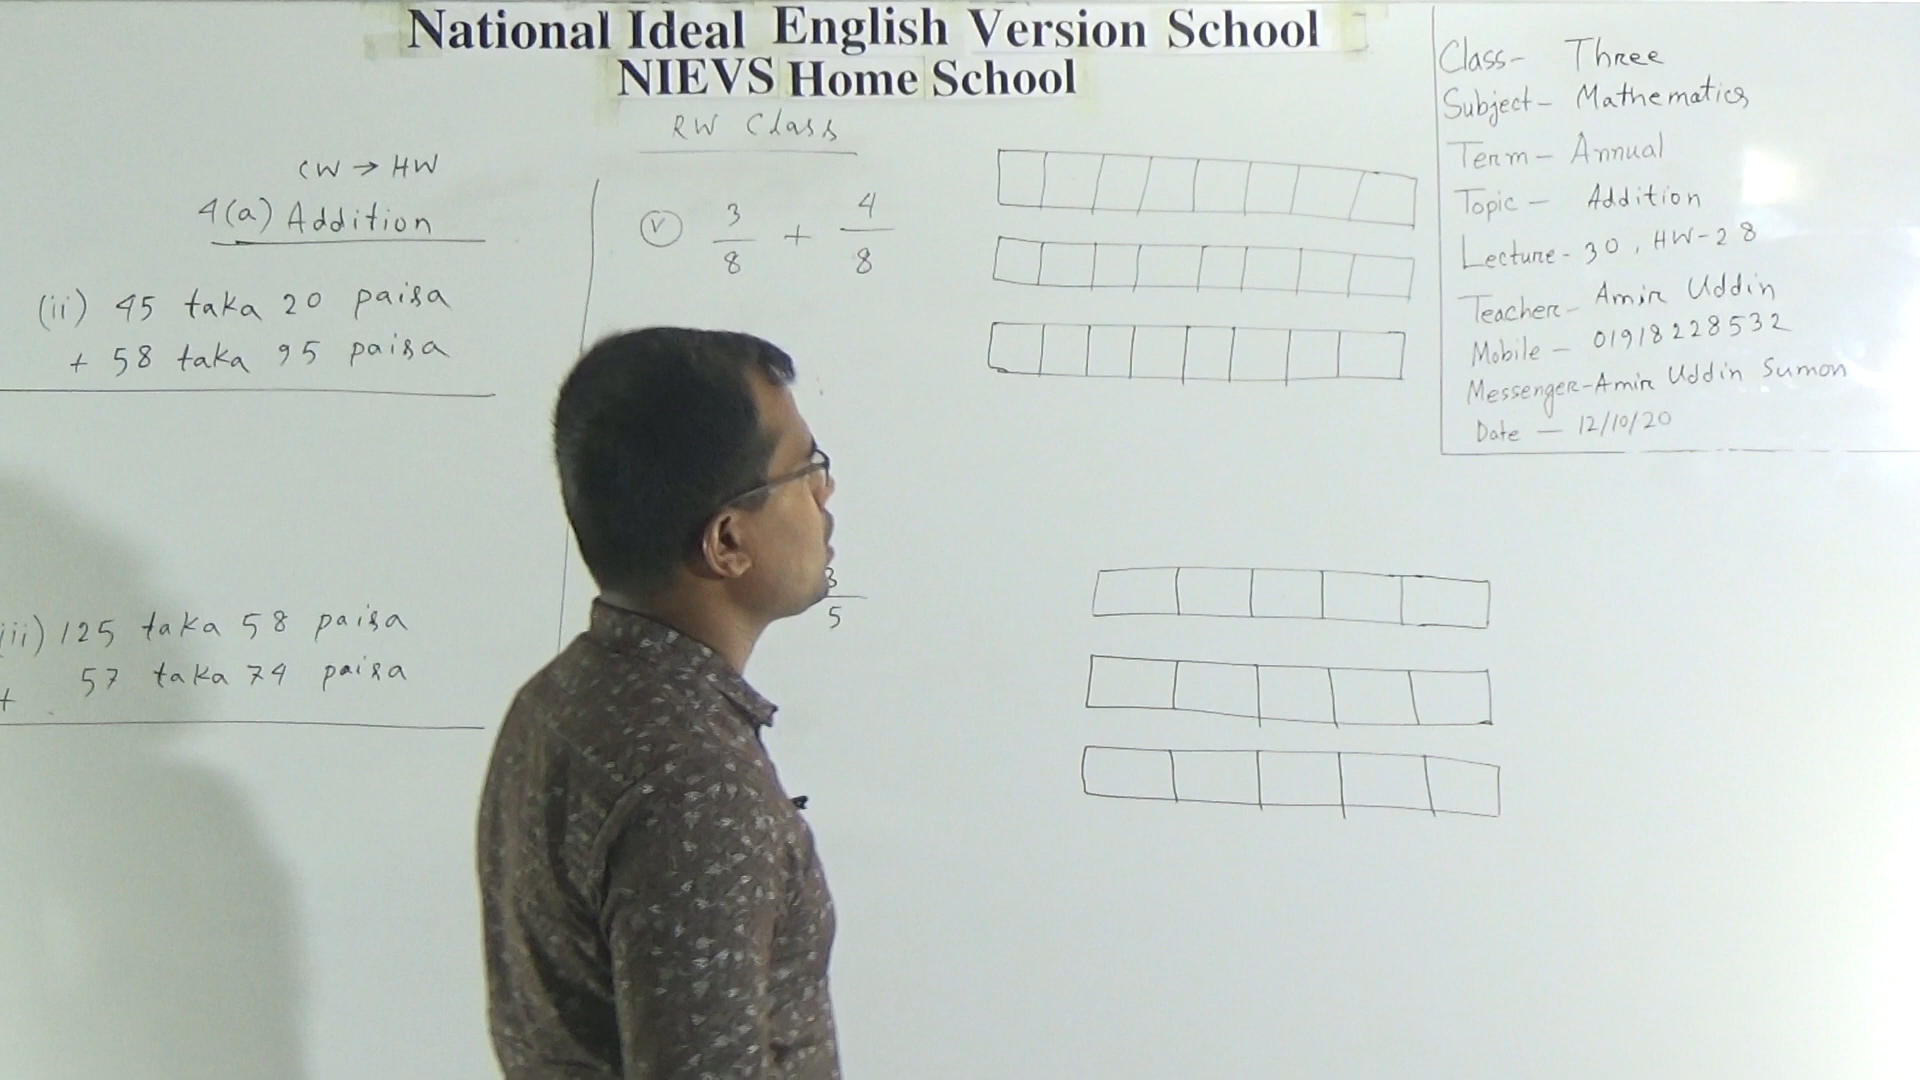 National Ideal English Version School
NIEVS Home School
RW Class
CW → HW
4(a) Addition
(ii) 45 taka 20 paisa
+ 58 taka 95 paisa
(iii) 125 taka 58 paisa
+ 57 taka 74 paisa
(v) 3/8 + 4/8
3/5
Class- Three
Subject- Mathematics
Term- Annual
Topic- Addition
Lecture- 30, HW-28
Teacher- Amir Uddin
Mobile- 01918228532
Messenger-Amir Uddin Sumon
Date — 12/10/20